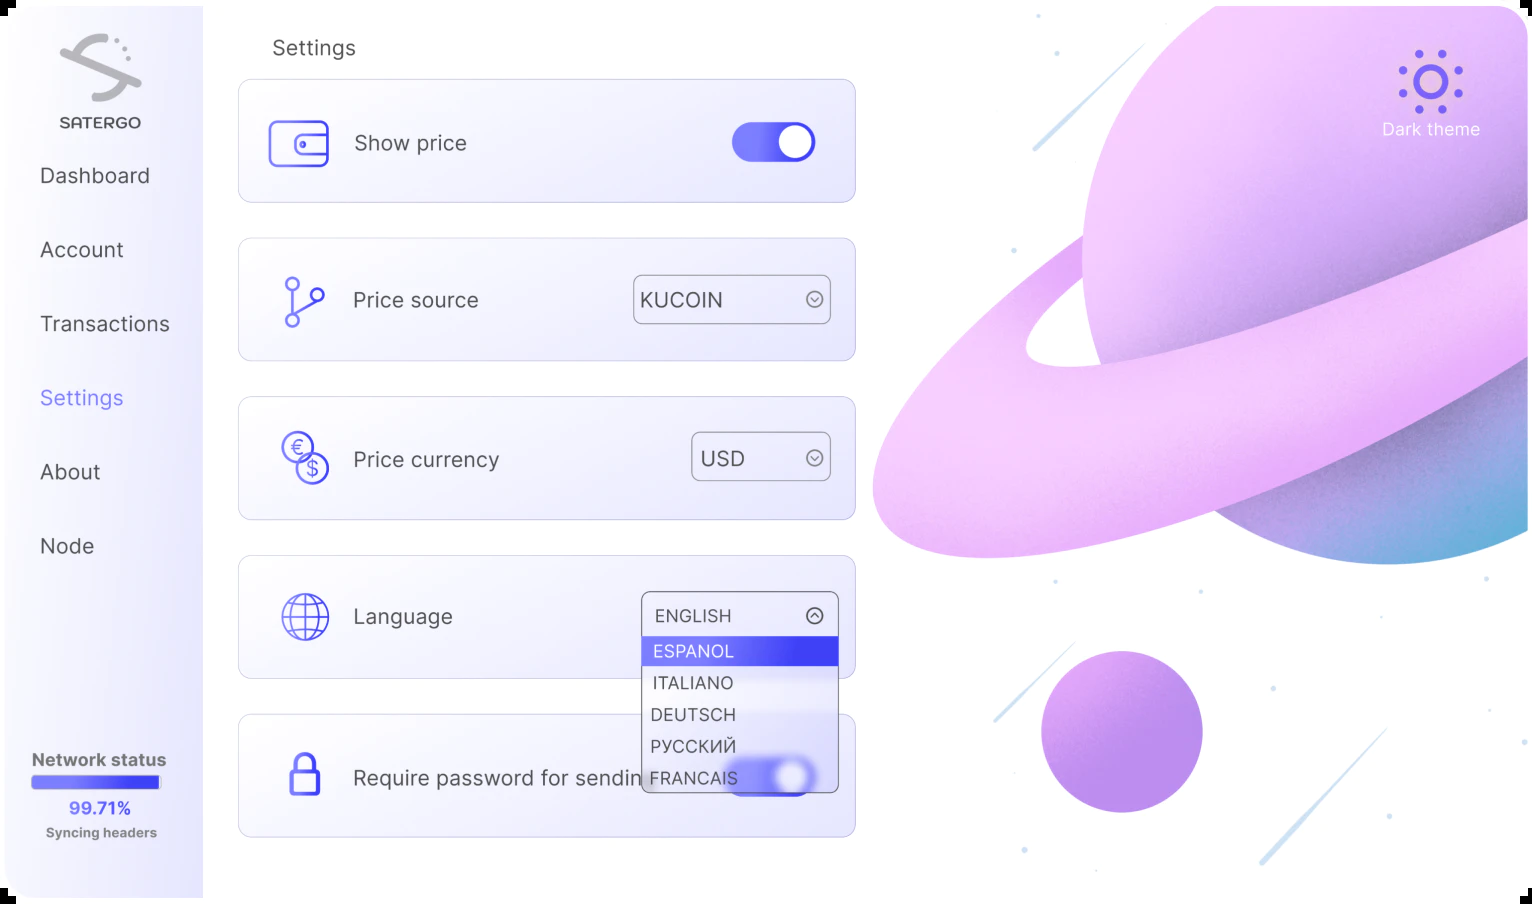 SATERGO
Dashboard
Account
Transactions
Settings
About
Node
Network status
99.71%
Syncing headers
Settings
Show price
Price source
KUCOIN
Price currency
USD
Language
ENGLISH
ESPANOL
ITALIANO
DEUTSCH
РУССКИЙ
FRANCAIS
Require password for sendin
Dark theme